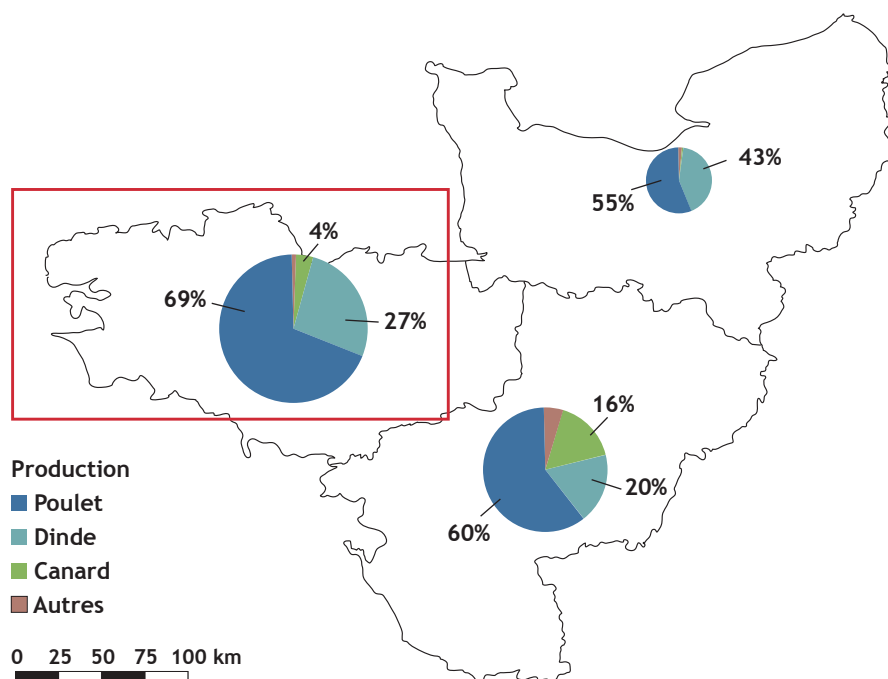 43%
55%
4%
69%
27%
16%
20%
60%
Production
Poulet
Dinde
Canard
Autres
0 25 50 75 100 km